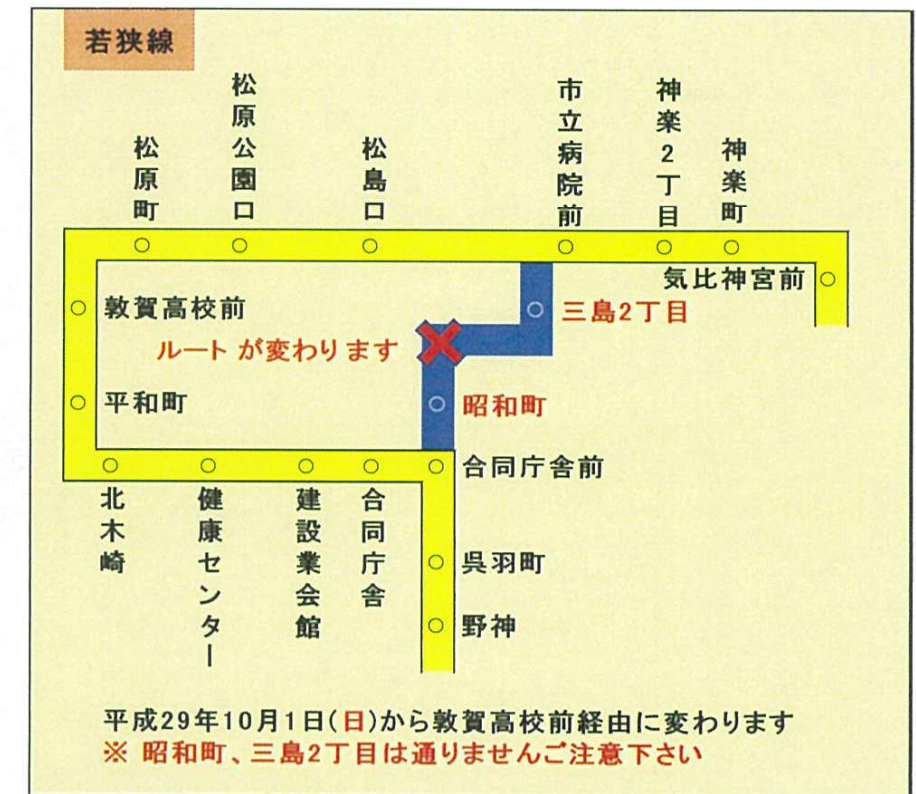 若狭線
松原町
松原公園口
松島口
市立病院前
神楽2丁目
神楽町
気比神宮前
敦賀高校前
三島2丁目
ルートが変わります
平和町
昭和町
合同庁舎前
北木崎
健康センター
建設業会館
合同庁舎
呉羽町
野神
平成29年10月1日(日)から敦賀高校前経由に変わります
※ 昭和町、三島2丁目は通りませんご注意下さい